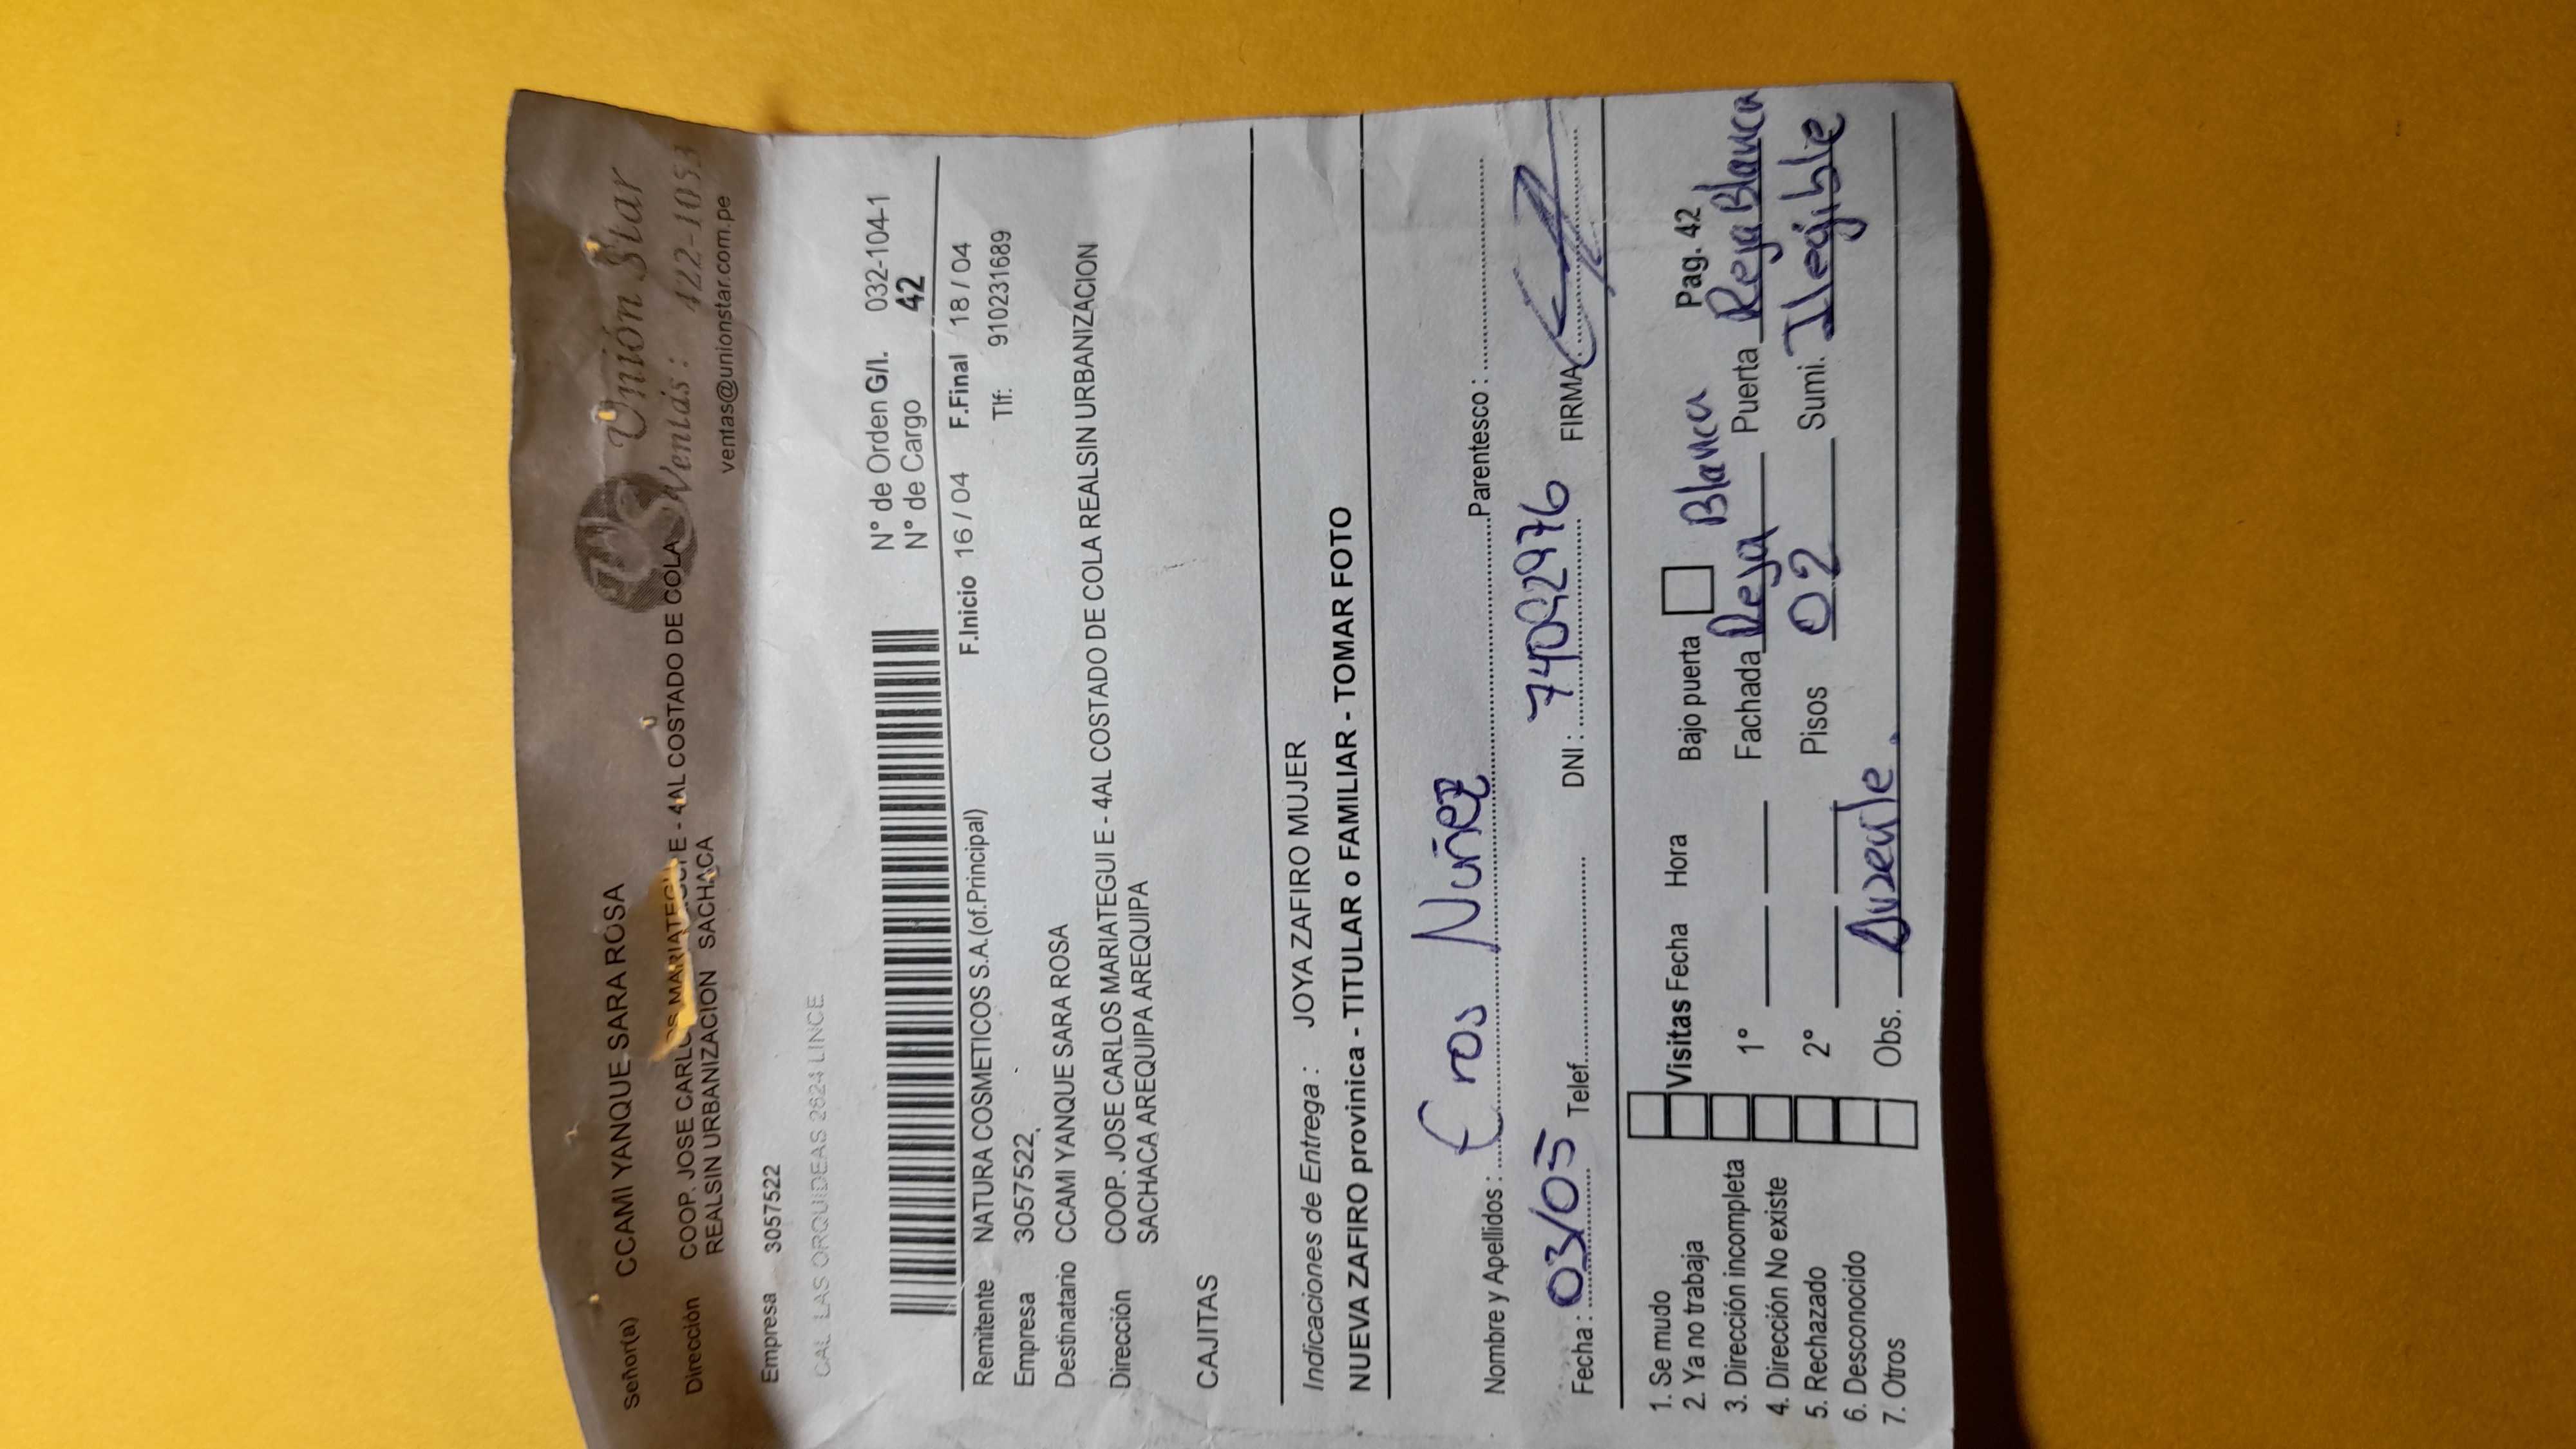 Unión Star
Ventas : 422-1053
ventas@unionstar.com.pe
Señor(a) CCAMI YANQUE SARA ROSA
Dirección COOP. JOSE CARLOS MARIATEGUI E - 4AL COSTADO DE COLA
REALSIN URBANIZACION SACHACA
Empresa 3057522
CAL LAS ORQUIDEAS 2624 LINCE
N° de Orden G/I. 032-104-1
N° de Cargo 42
F.Inicio 16 / 04 F.Final 18 / 04
Remitente NATURA COSMETICOS S.A.(of.Principal)
Empresa 3057522 Tlf: 910231689
Destinatario CCAMI YANQUE SARA ROSA
Dirección COOP. JOSE CARLOS MARIATEGUI E - 4AL COSTADO DE COLA REALSIN URBANIZACION
SACHACA AREQUIPA AREQUIPA
CAJITAS
Indicaciones de Entrega : JOYA ZAFIRO MUJER
NUEVA ZAFIRO provinica - TITULAR o FAMILIAR - TOMAR FOTO
Nombre y Apellidos : Eros Nuñez Parentesco :
Fecha : 03/05 Telef. DNI : 74092976 FIRMA
1. Se mudo
2. Ya no trabaja
3. Dirección incompleta
4. Dirección No existe
5. Rechazado
6. Desconocido
7. Otros
Visitas Fecha Hora Bajo puerta Pag. 42
1° Fachada Reja Blanca Puerta Reja Blanca
2° Pisos 02 Sumi. Ilegible
Obs. Ausente.